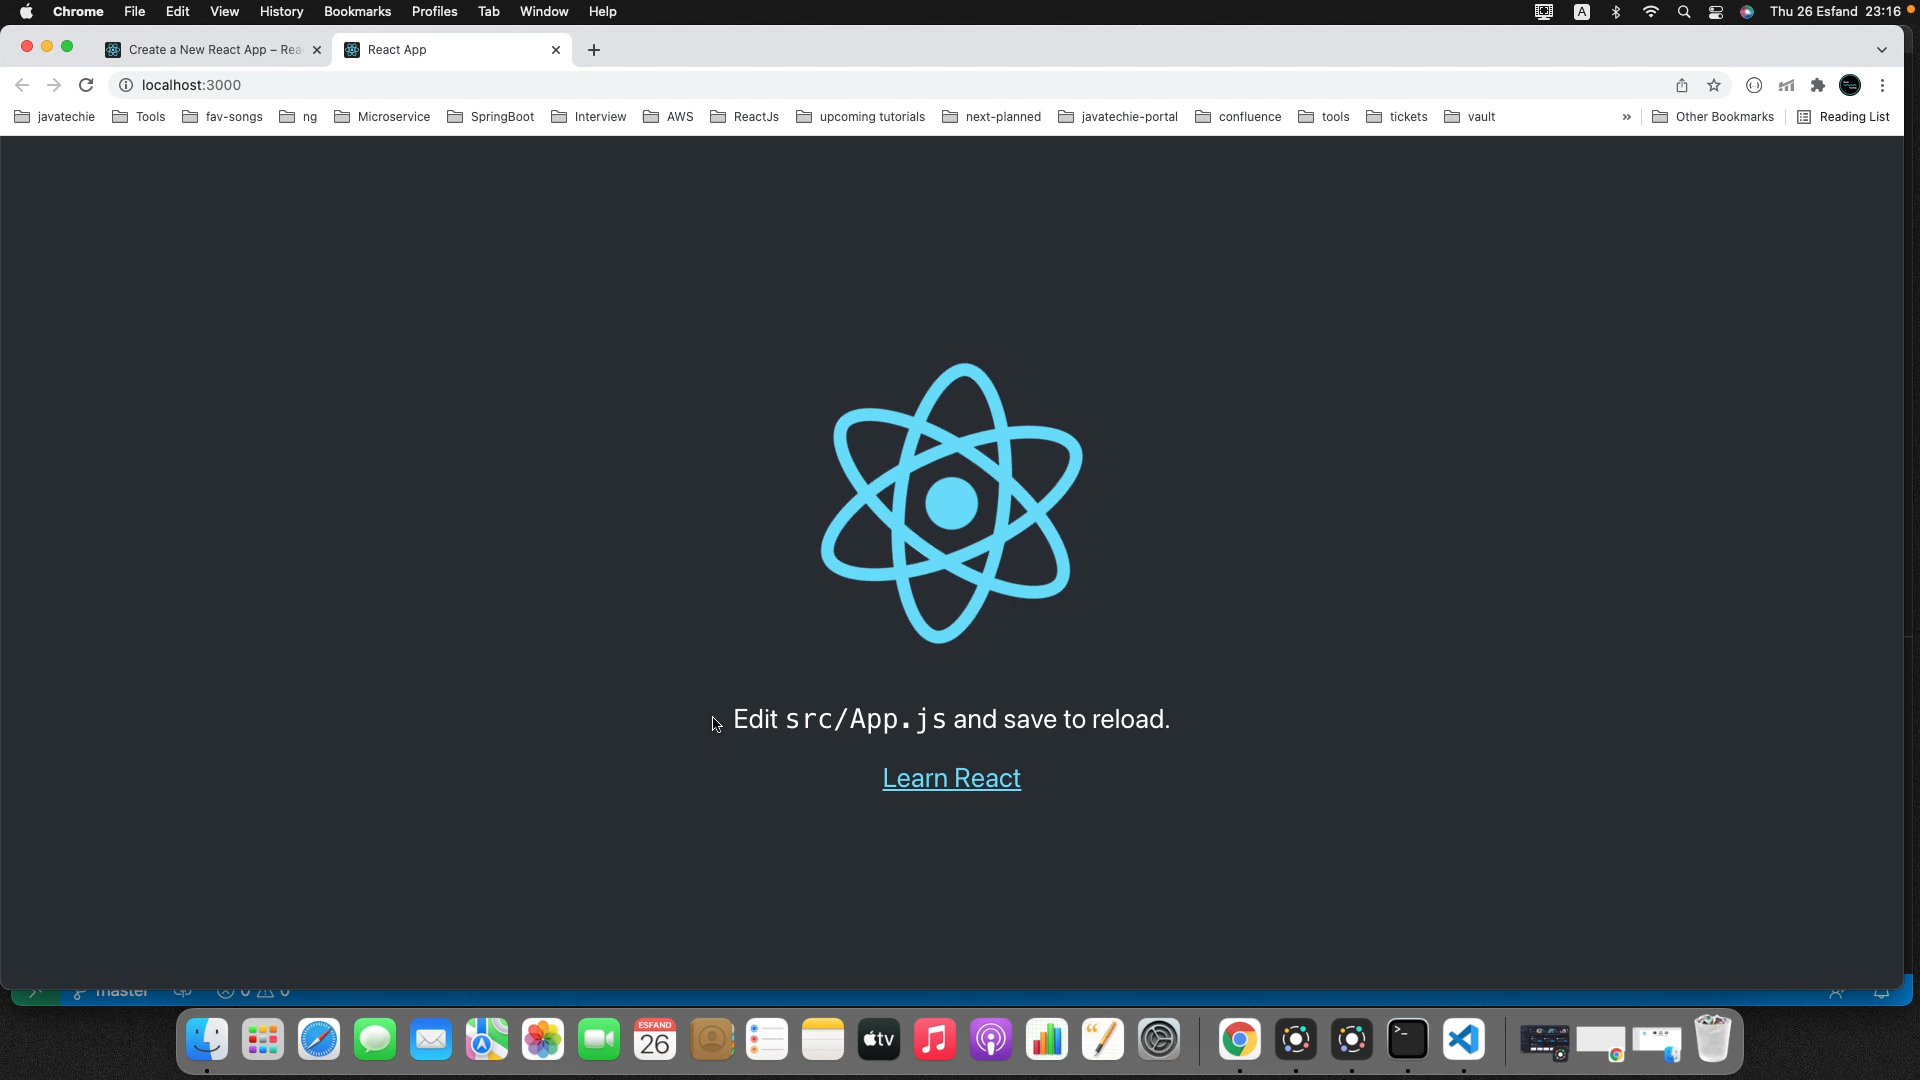 Chrome File Edit View History Bookmarks Profiles Tab Window Help A Thu 26 Esfand 23:16
Create a New React App – Rea React App
localhost:3000
javatechie Tools fav-songs ng Microservice SpringBoot Interview AWS ReactJs upcoming tutorials next-planned javatechie-portal confluence tools tickets vault » Other Bookmarks Reading List
Edit src/App.js and save to reload.
Learn React
master 0 0
ESFAND
26
tv